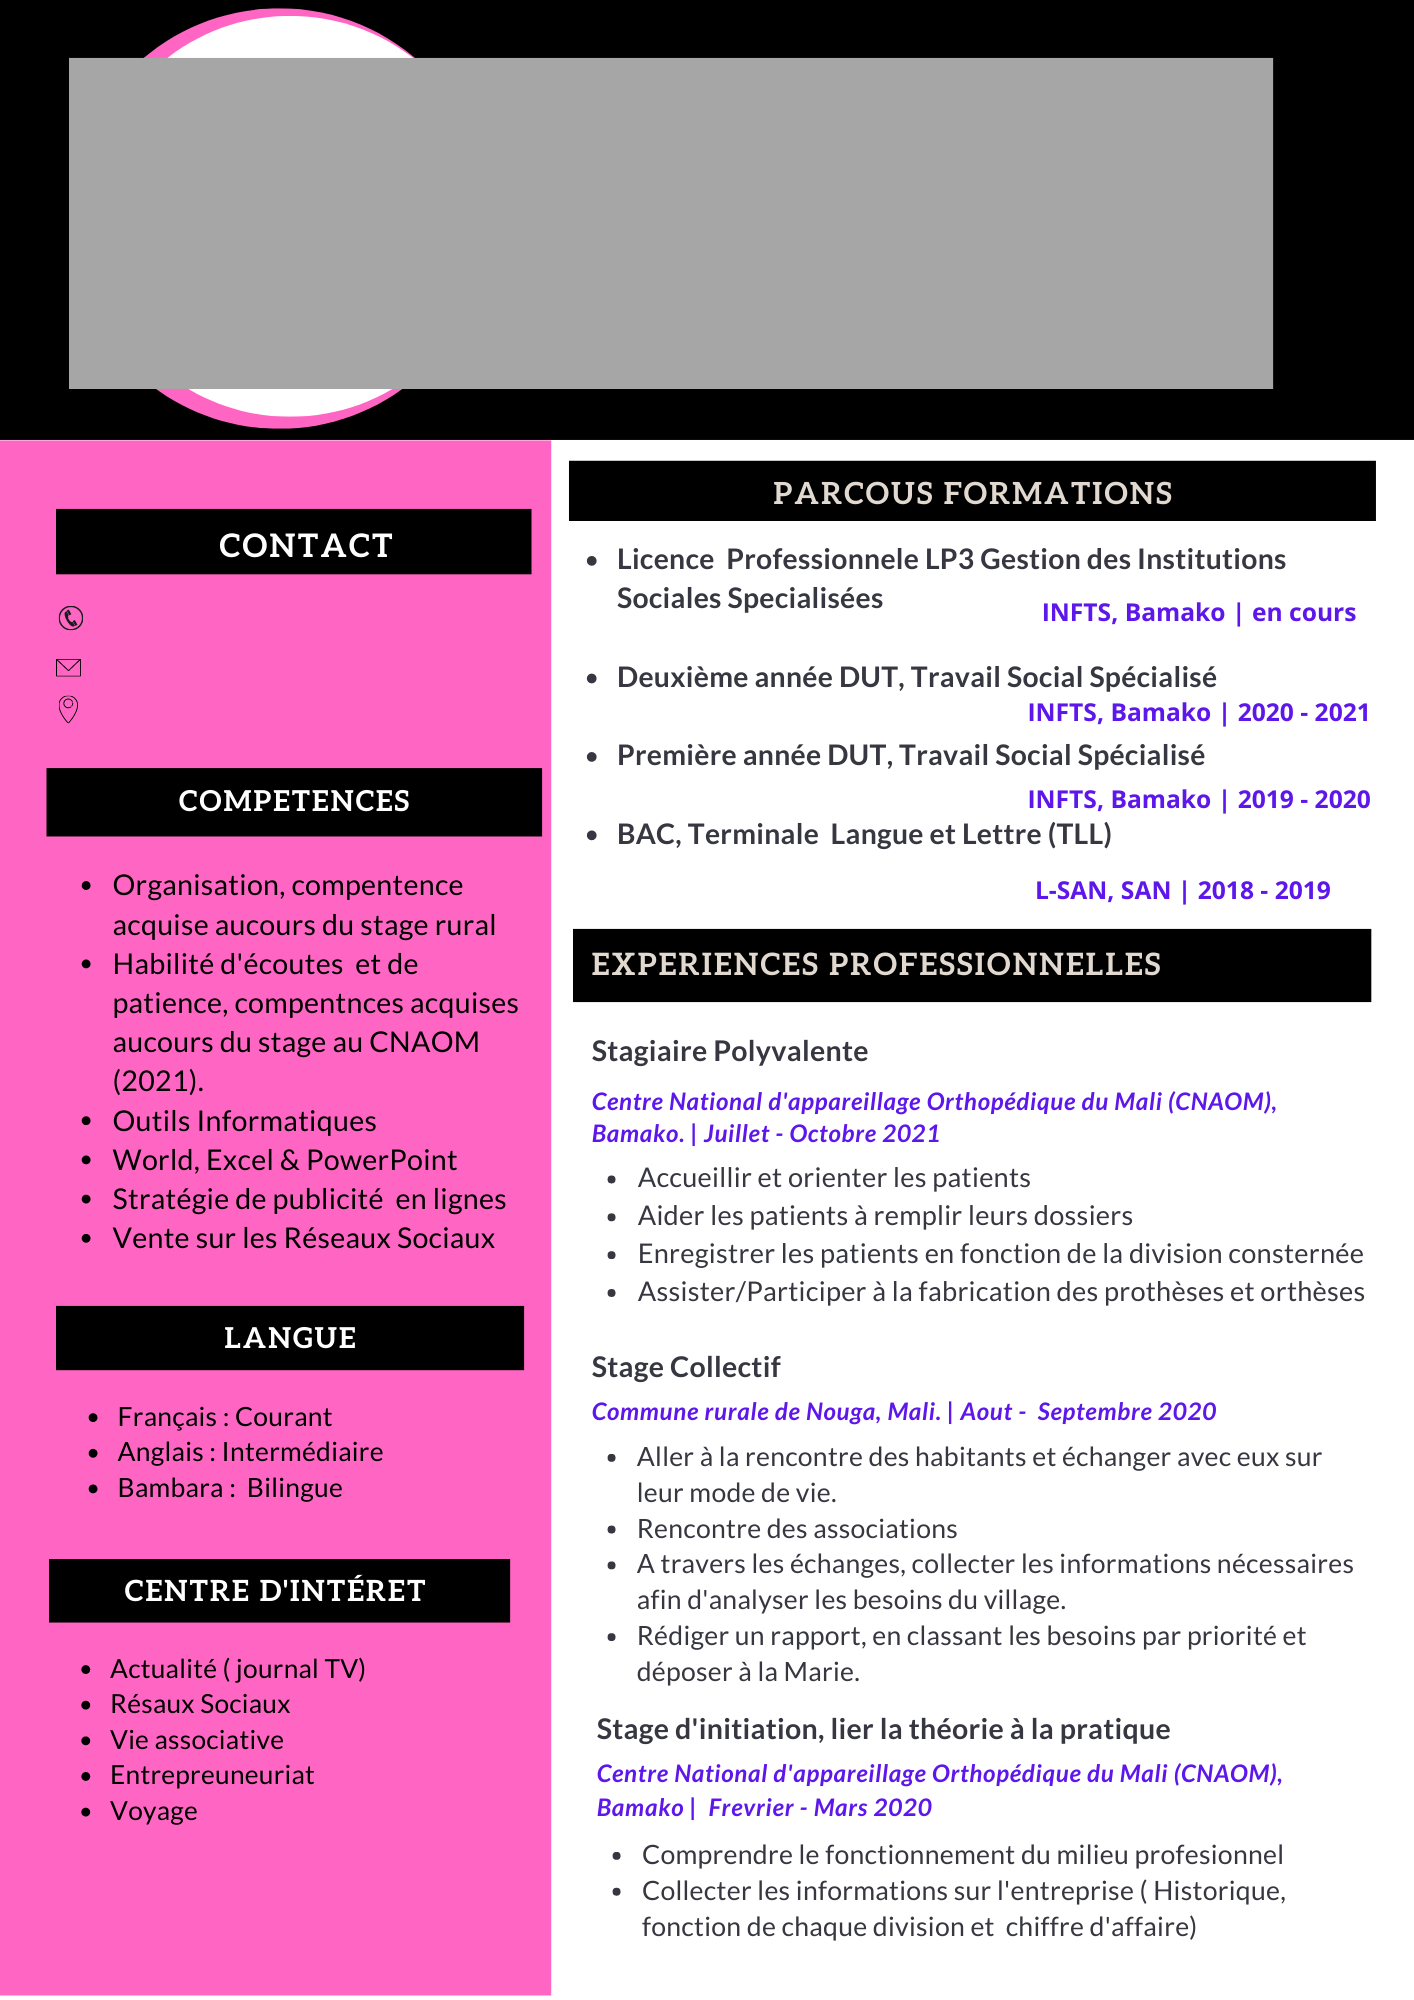 CONTACT
COMPETENCES
Organisation, compentence
acquise aucours du stage rural
Habilité d'écoutes et de
patience, compentnces acquises
aucours du stage au CNAOM
(2021).
Outils Informatiques
World, Excel & PowerPoint
Stratégie de publicité en lignes
Vente sur les Réseaux Sociaux
LANGUE
Français : Courant
Anglais : Intermédiaire
Bambara : Bilingue
CENTRE D'INTÉRET
Actualité ( journal TV)
Résaux Sociaux
Vie associative
Entrepreuneuriat
Voyage
PARCOUS FORMATIONS
Licence Professionnele LP3 Gestion des Institutions
Sociales Specialisées
INFTS, Bamako | en cours
Deuxième année DUT, Travail Social Spécialisé
INFTS, Bamako | 2020 - 2021
Première année DUT, Travail Social Spécialisé
INFTS, Bamako | 2019 - 2020
BAC, Terminale Langue et Lettre (TLL)
L-SAN, SAN | 2018 - 2019
EXPERIENCES PROFESSIONNELLES
Stagiaire Polyvalente
Centre National d'appareillage Orthopédique du Mali (CNAOM),
Bamako. | Juillet - Octobre 2021
Accueillir et orienter les patients
Aider les patients à remplir leurs dossiers
Enregistrer les patients en fonction de la division consternée
Assister/Participer à la fabrication des prothèses et orthèses
Stage Collectif
Commune rurale de Nouga, Mali. | Aout - Septembre 2020
Aller à la rencontre des habitants et échanger avec eux sur
leur mode de vie.
Rencontre des associations
A travers les échanges, collecter les informations nécessaires
afin d'analyser les besoins du village.
Rédiger un rapport, en classant les besoins par priorité et
déposer à la Marie.
Stage d'initiation, lier la théorie à la pratique
Centre National d'appareillage Orthopédique du Mali (CNAOM),
Bamako | Frevrier - Mars 2020
Comprendre le fonctionnement du milieu profesionnel
Collecter les informations sur l'entreprise ( Historique,
fonction de chaque division et chiffre d'affaire)